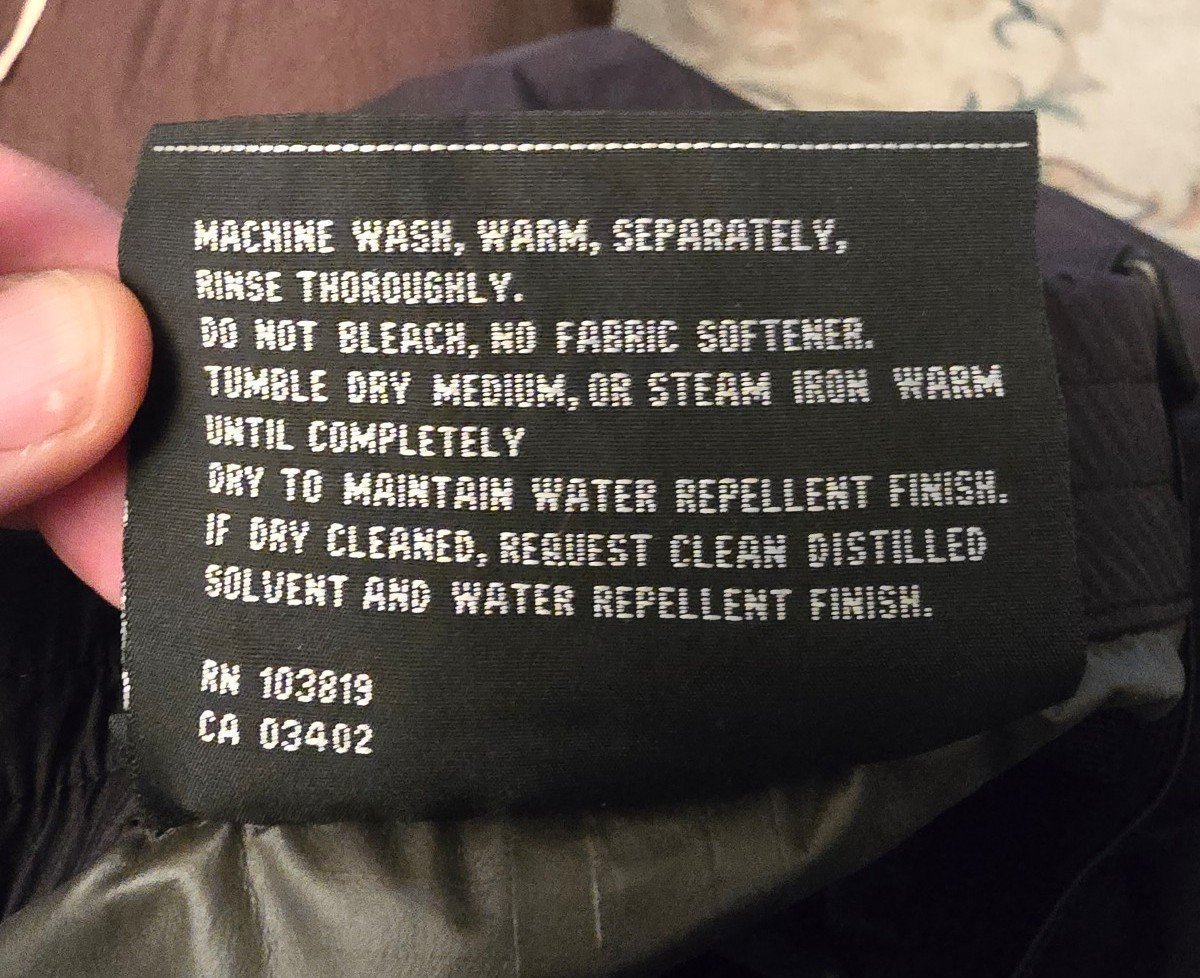 MACHINE WASH, WARM, SEPARATELY,
RINSE THOROUGHLY.
DO NOT BLEACH, NO FABRIC SOFTENER.
TUMBLE DRY MEDIUM, OR STEAM IRON WARM
UNTIL COMPLETELY
DRY TO MAINTAIN WATER REPELLENT FINISH.
IF DRY CLEANED, REQUEST CLEAN DISTILLED
SOLVENT AND WATER REPELLENT FINISH.
RN 103819
CA 03402